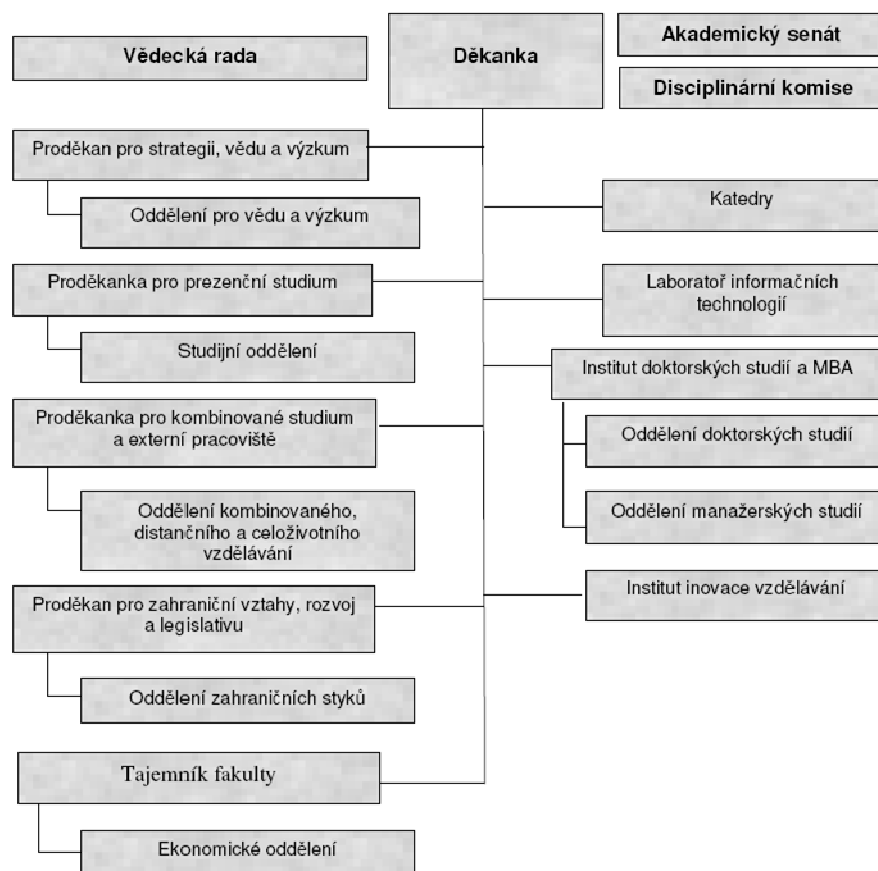 Vědecká rada
Děkanka
Akademický senát
Disciplinární komise
Proděkan pro strategii, vědu a výzkum
Oddělení pro vědu a výzkum
Proděkanka pro prezenční studium
Studijní oddělení
Proděkanka pro kombinované studium
a externí pracoviště
Oddělení kombinovaného,
distančního a celoživotního
vzdělávání
Proděkan pro zahraniční vztahy, rozvoj
a legislativu
Oddělení zahraničních styků
Tajemník fakulty
Ekonomické oddělení
Katedry
Laboratoř informačních
technologií
Institut doktorských studií a MBA
Oddělení doktorských studií
Oddělení manažerských studií
Institut inovace vzdělávání